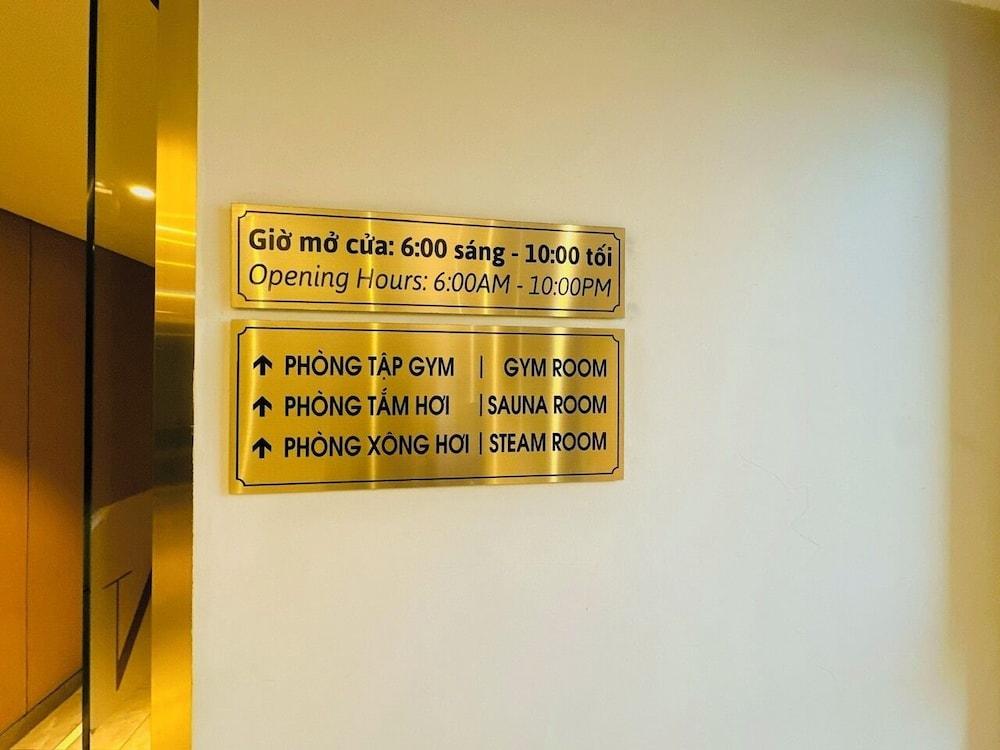 Giờ mở cửa: 6:00 sáng - 10:00 tối
Opening Hours: 6:00AM - 10:00PM
↑ PHÒNG TẬP GYM | GYM ROOM
↑ PHÒNG TẮM HƠI | SAUNA ROOM
↑ PHÒNG XÔNG HƠI | STEAM ROOM